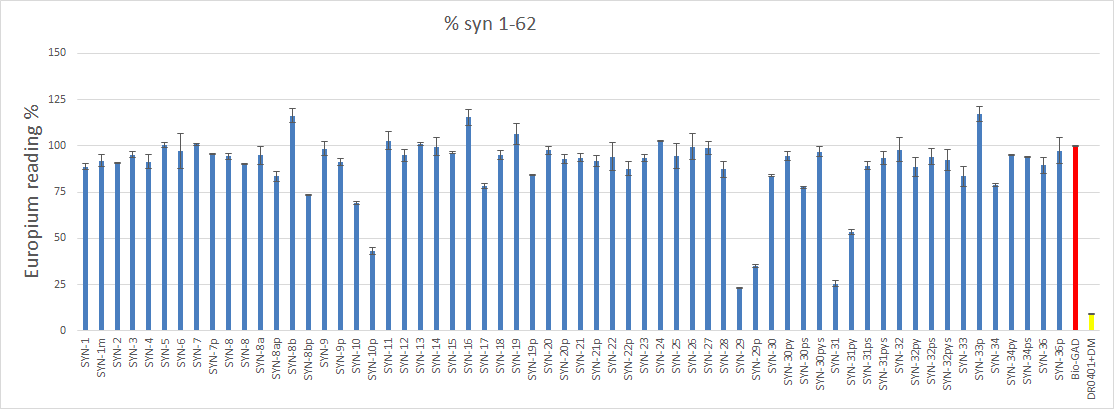 % syn 1-62
Europium reading %
150
125
100
75
50
25
0
SYN-1
SYN-1m
SYN-2
SYN-3
SYN-4
SYN-5
SYN-6
SYN-7
SYN-7p
SYN-8
SYN-8
SYN-8a
SYN-8ap
SYN-8b
SYN-8bp
SYN-9
SYN-9p
SYN-10
SYN-10p
SYN-11
SYN-12
SYN-13
SYN-14
SYN-15
SYN-16
SYN-17
SYN-18
SYN-19
SYN-19p
SYN-20
SYN-20p
SYN-21
SYN-21p
SYN-22
SYN-22p
SYN-23
SYN-24
SYN-25
SYN-26
SYN-27
SYN-28
SYN-29
SYN-29p
SYN-30
SYN-30py
SYN-30ps
SYN-30pys
SYN-31
SYN-31py
SYN-31ps
SYN-31pys
SYN-32
SYN-32py
SYN-32ps
SYN-32pys
SYN-33
SYN-33p
SYN-34
SYN-34py
SYN-34ps
SYN-36
SYN-36p
Bio-GAD
DR0401+DM